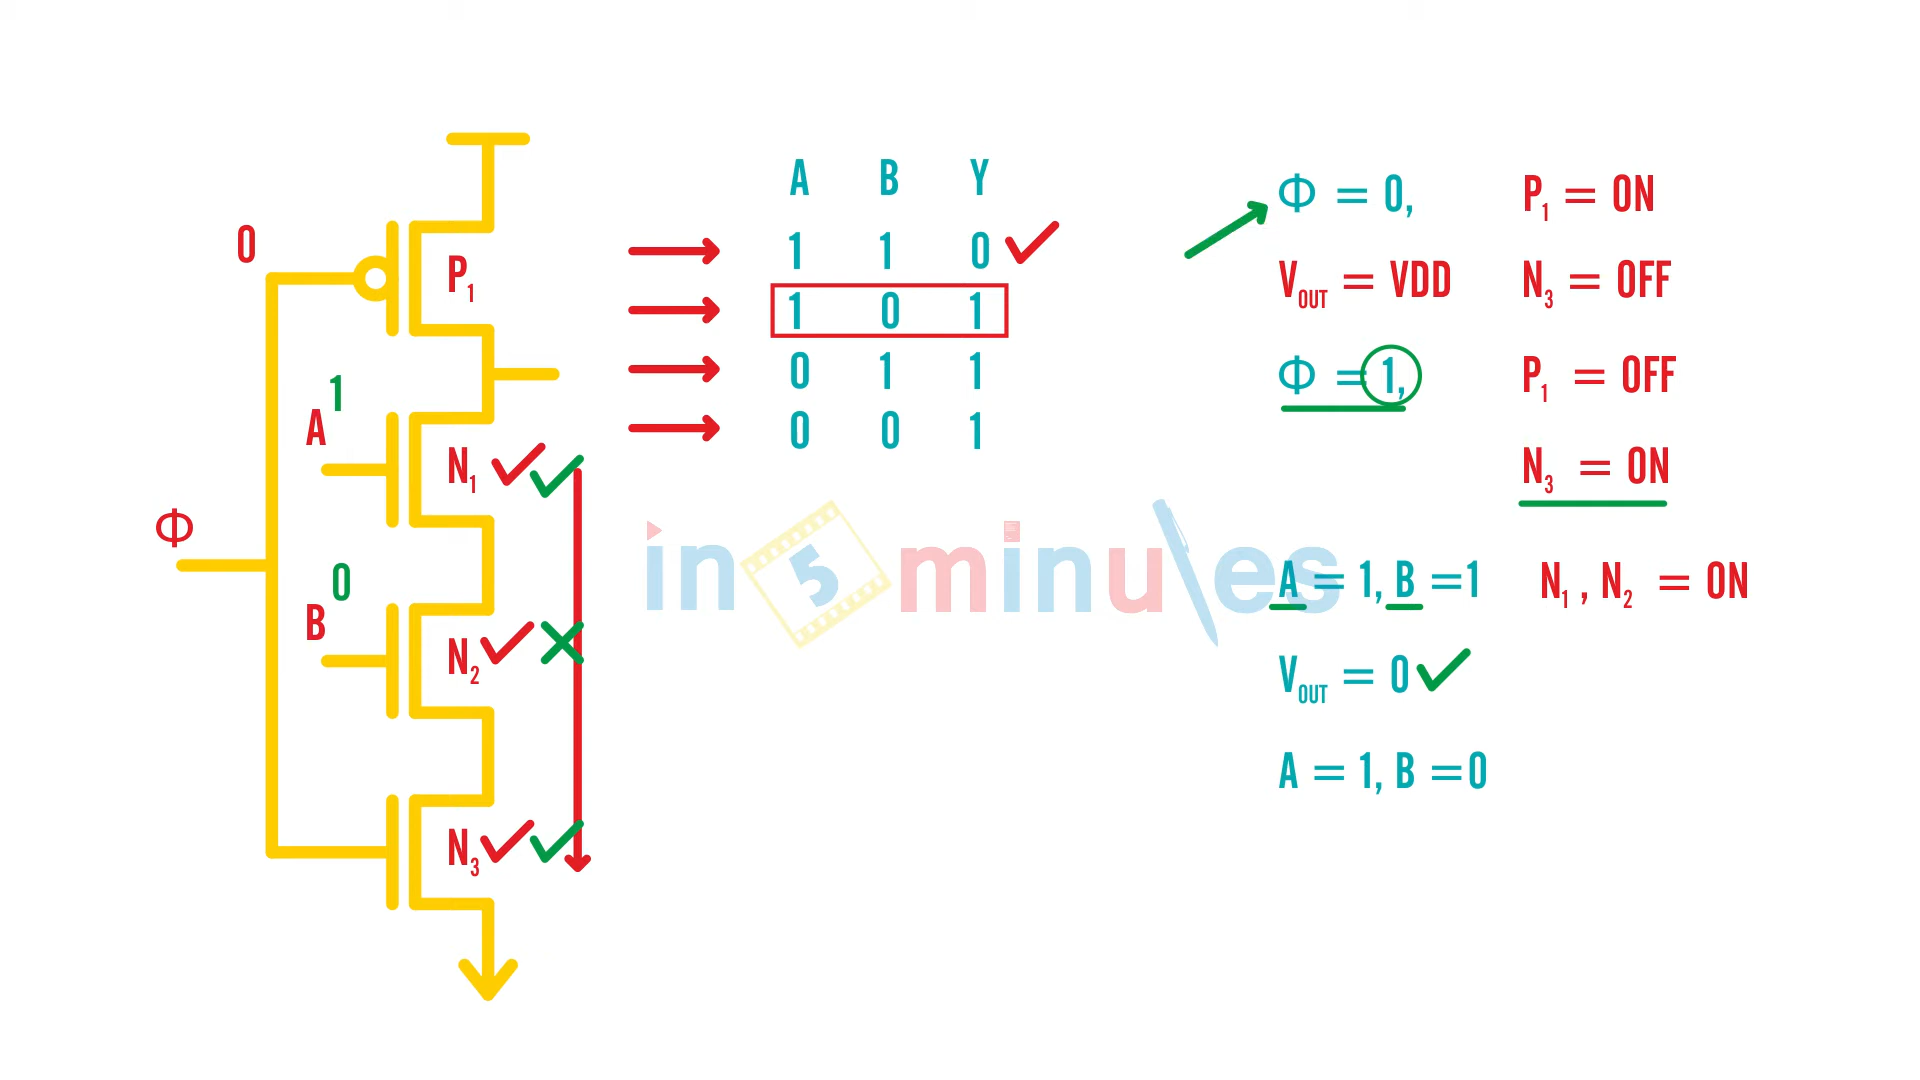 0
P1
1
A
N1
Φ
0
B
N2
N3
A B Y
1 1 0
1 0 1
0 1 1
0 0 1
in 5 minutes
Φ = 0, P1 = ON
VOUT = VDD N3 = OFF
Φ = 1, P1 = OFF
N3 = ON
A = 1, B =1 N1 , N2 = ON
VOUT = 0
A = 1, B =0